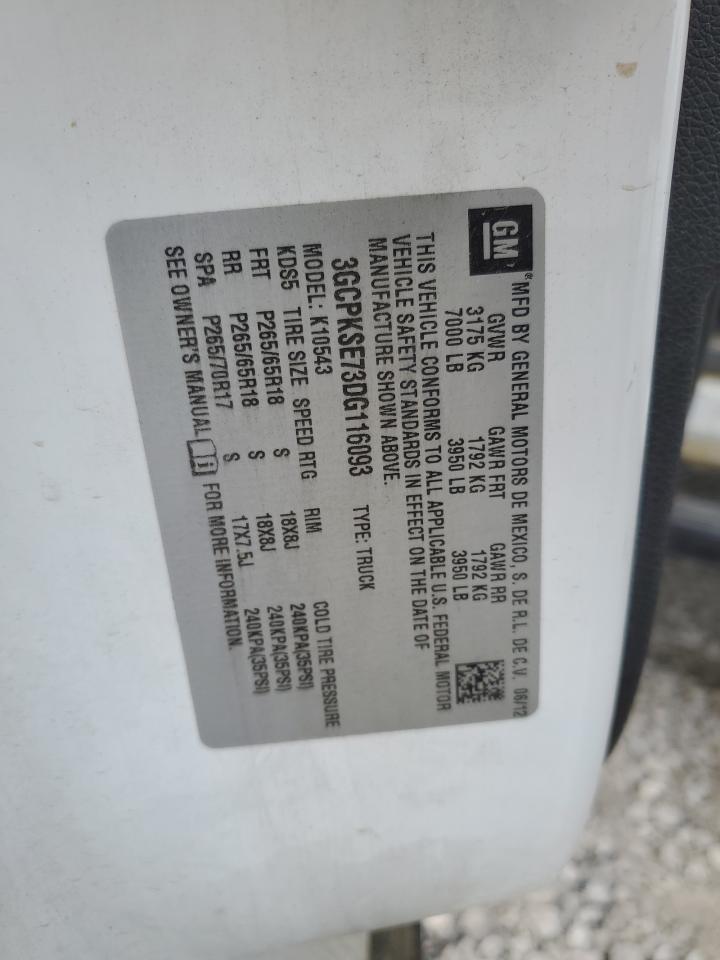 GM
® MFD BY GENERAL MOTORS DE MEXICO, S. DE R.L. DE C.V. 06/12
GVWR GAWR FRT GAWR RR
3175 KG 1792 KG 1792 KG
7000 LB 3950 LB 3950 LB
THIS VEHICLE CONFORMS TO ALL APPLICABLE U.S. FEDERAL MOTOR
VEHICLE SAFETY STANDARDS IN EFFECT ON THE DATE OF
MANUFACTURE SHOWN ABOVE.
3GCPKSE73DG116093 TYPE: TRUCK
MODEL: K10543
KDS5 TIRE SIZE SPEED RTG RIM COLD TIRE PRESSURE
FRT P265/65R18 S 18X8J 240KPA(35PSI)
RR P265/65R18 S 18X8J 240KPA(35PSI)
SPA P265/70R17 S 17X7.5J 240KPA(35PSI)
SEE OWNER'S MANUAL FOR MORE INFORMATION.